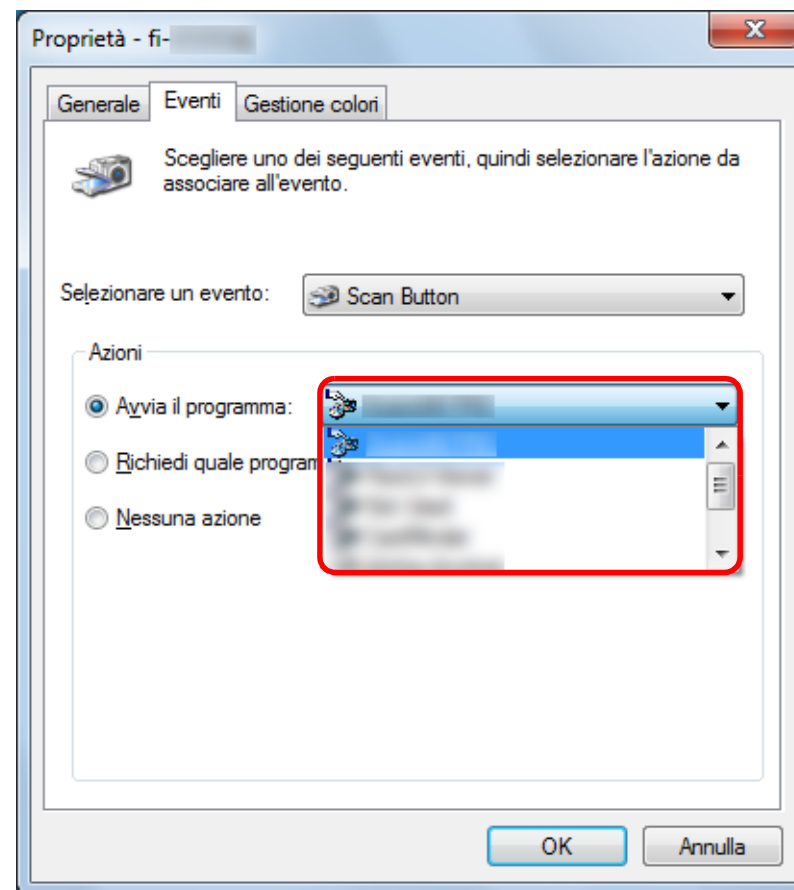 Proprietà - fi-
Generale Eventi Gestione colori
Scegliere uno dei seguenti eventi, quindi selezionare l'azione da
associare all'evento.
Selezionare un evento: Scan Button
Azioni
Avvia il programma:
Richiedi quale program
Nessuna azione
OK Annulla